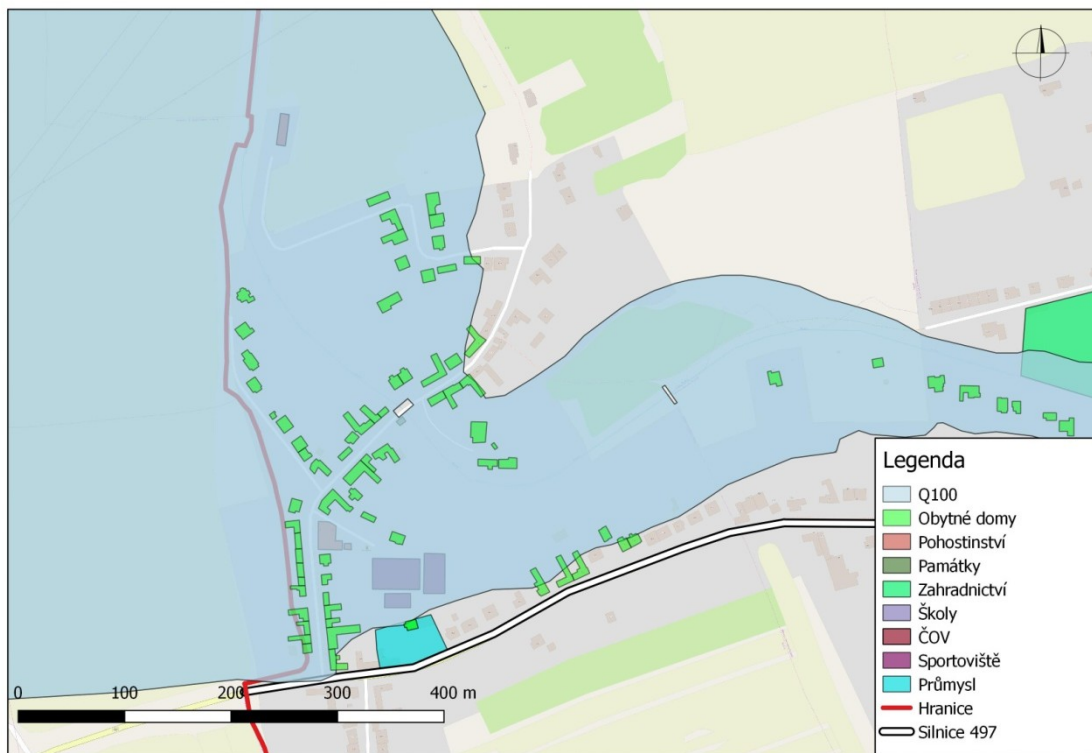 0 100 200 300 400 m
Legenda
Q100
Obytné domy
Pohostinství
Památky
Zahradnictví
Školy
ČOV
Sportoviště
Průmysl
Hranice
Silnice 497